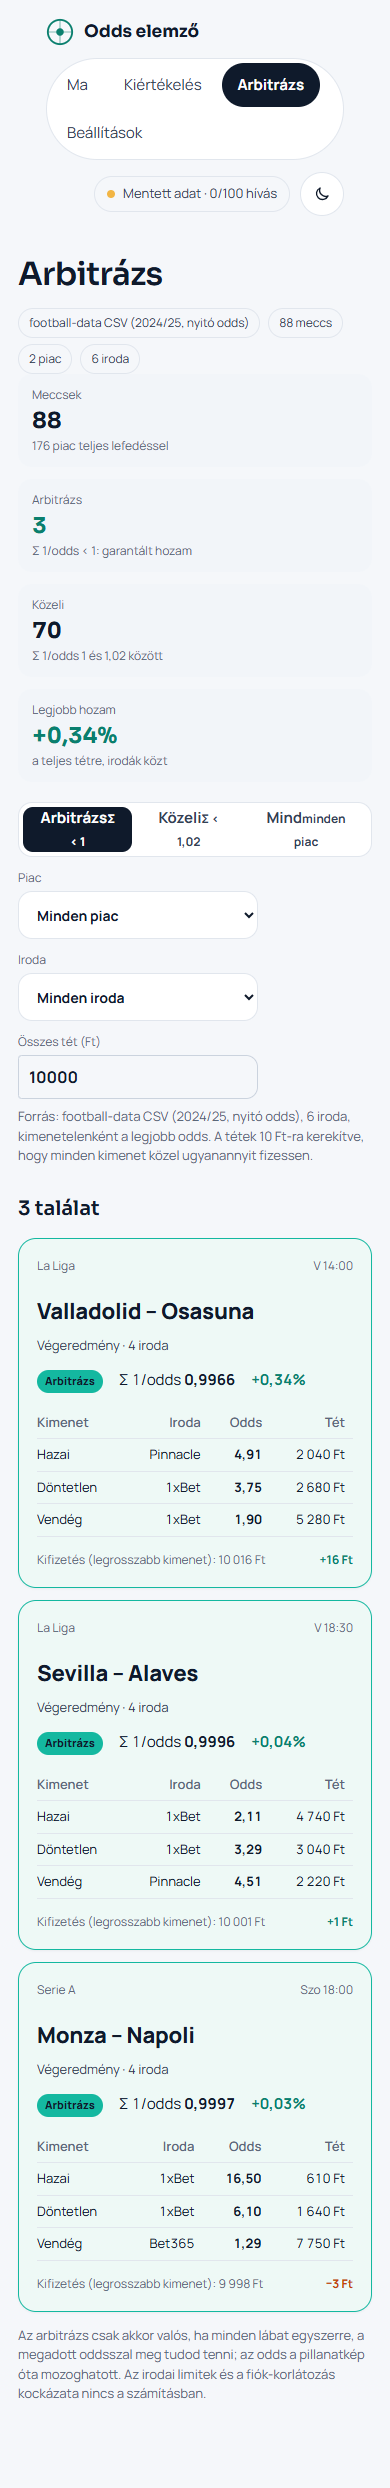 Odds elemző
Ma Kiértékelés Arbitrázs
Beállítások
Mentett adat · 0/100 hívás
Arbitrázs
football-data CSV (2024/25, nyitó odds) 88 meccs
2 piac 6 iroda
Meccsek
88
176 piac teljes lefedéssel
Arbitrázs
3
Σ 1/odds < 1: garantált hozam
Közeli
70
Σ 1/odds 1 és 1,02 között
Legjobb hozam
+0,34%
a teljes tétre, irodák közt
ArbitrázsΣ KözeliΣ < Mindminden
< 1 1,02 piac
Piac
Minden piac
Iroda
Minden iroda
Összes tét (Ft)
10000
Forrás: football-data CSV (2024/25, nyitó odds), 6 iroda,
kimenetelenként a legjobb odds. A tétek 10 Ft-ra kerekítve,
hogy minden kimenet közel ugyanannyit fizessen.
3 találat
La Liga V 14:00
Valladolid – Osasuna
Végeredmény · 4 iroda
Arbitrázs Σ 1/odds 0,9966 +0,34%
Kimenet Iroda Odds Tét
Hazai Pinnacle 4,91 2 040 Ft
Döntetlen 1xBet 3,75 2 680 Ft
Vendég 1xBet 1,90 5 280 Ft
Kifizetés (legrosszabb kimenet): 10 016 Ft +16 Ft
La Liga V 18:30
Sevilla – Alaves
Végeredmény · 4 iroda
Arbitrázs Σ 1/odds 0,9996 +0,04%
Kimenet Iroda Odds Tét
Hazai 1xBet 2,11 4 740 Ft
Döntetlen 1xBet 3,29 3 040 Ft
Vendég Pinnacle 4,51 2 220 Ft
Kifizetés (legrosszabb kimenet): 10 001 Ft +1 Ft
Serie A Szo 18:00
Monza – Napoli
Végeredmény · 4 iroda
Arbitrázs Σ 1/odds 0,9997 +0,03%
Kimenet Iroda Odds Tét
Hazai 1xBet 16,50 610 Ft
Döntetlen 1xBet 6,10 1 640 Ft
Vendég Bet365 1,29 7 750 Ft
Kifizetés (legrosszabb kimenet): 9 998 Ft −3 Ft
Az arbitrázs csak akkor valós, ha minden lábat egyszerre, a
megadott oddsszal meg tudod tenni; az odds a pillanatkép
óta mozoghatott. Az irodai limitek és a fiók-korlátozás
kockázata nincs a számításban.